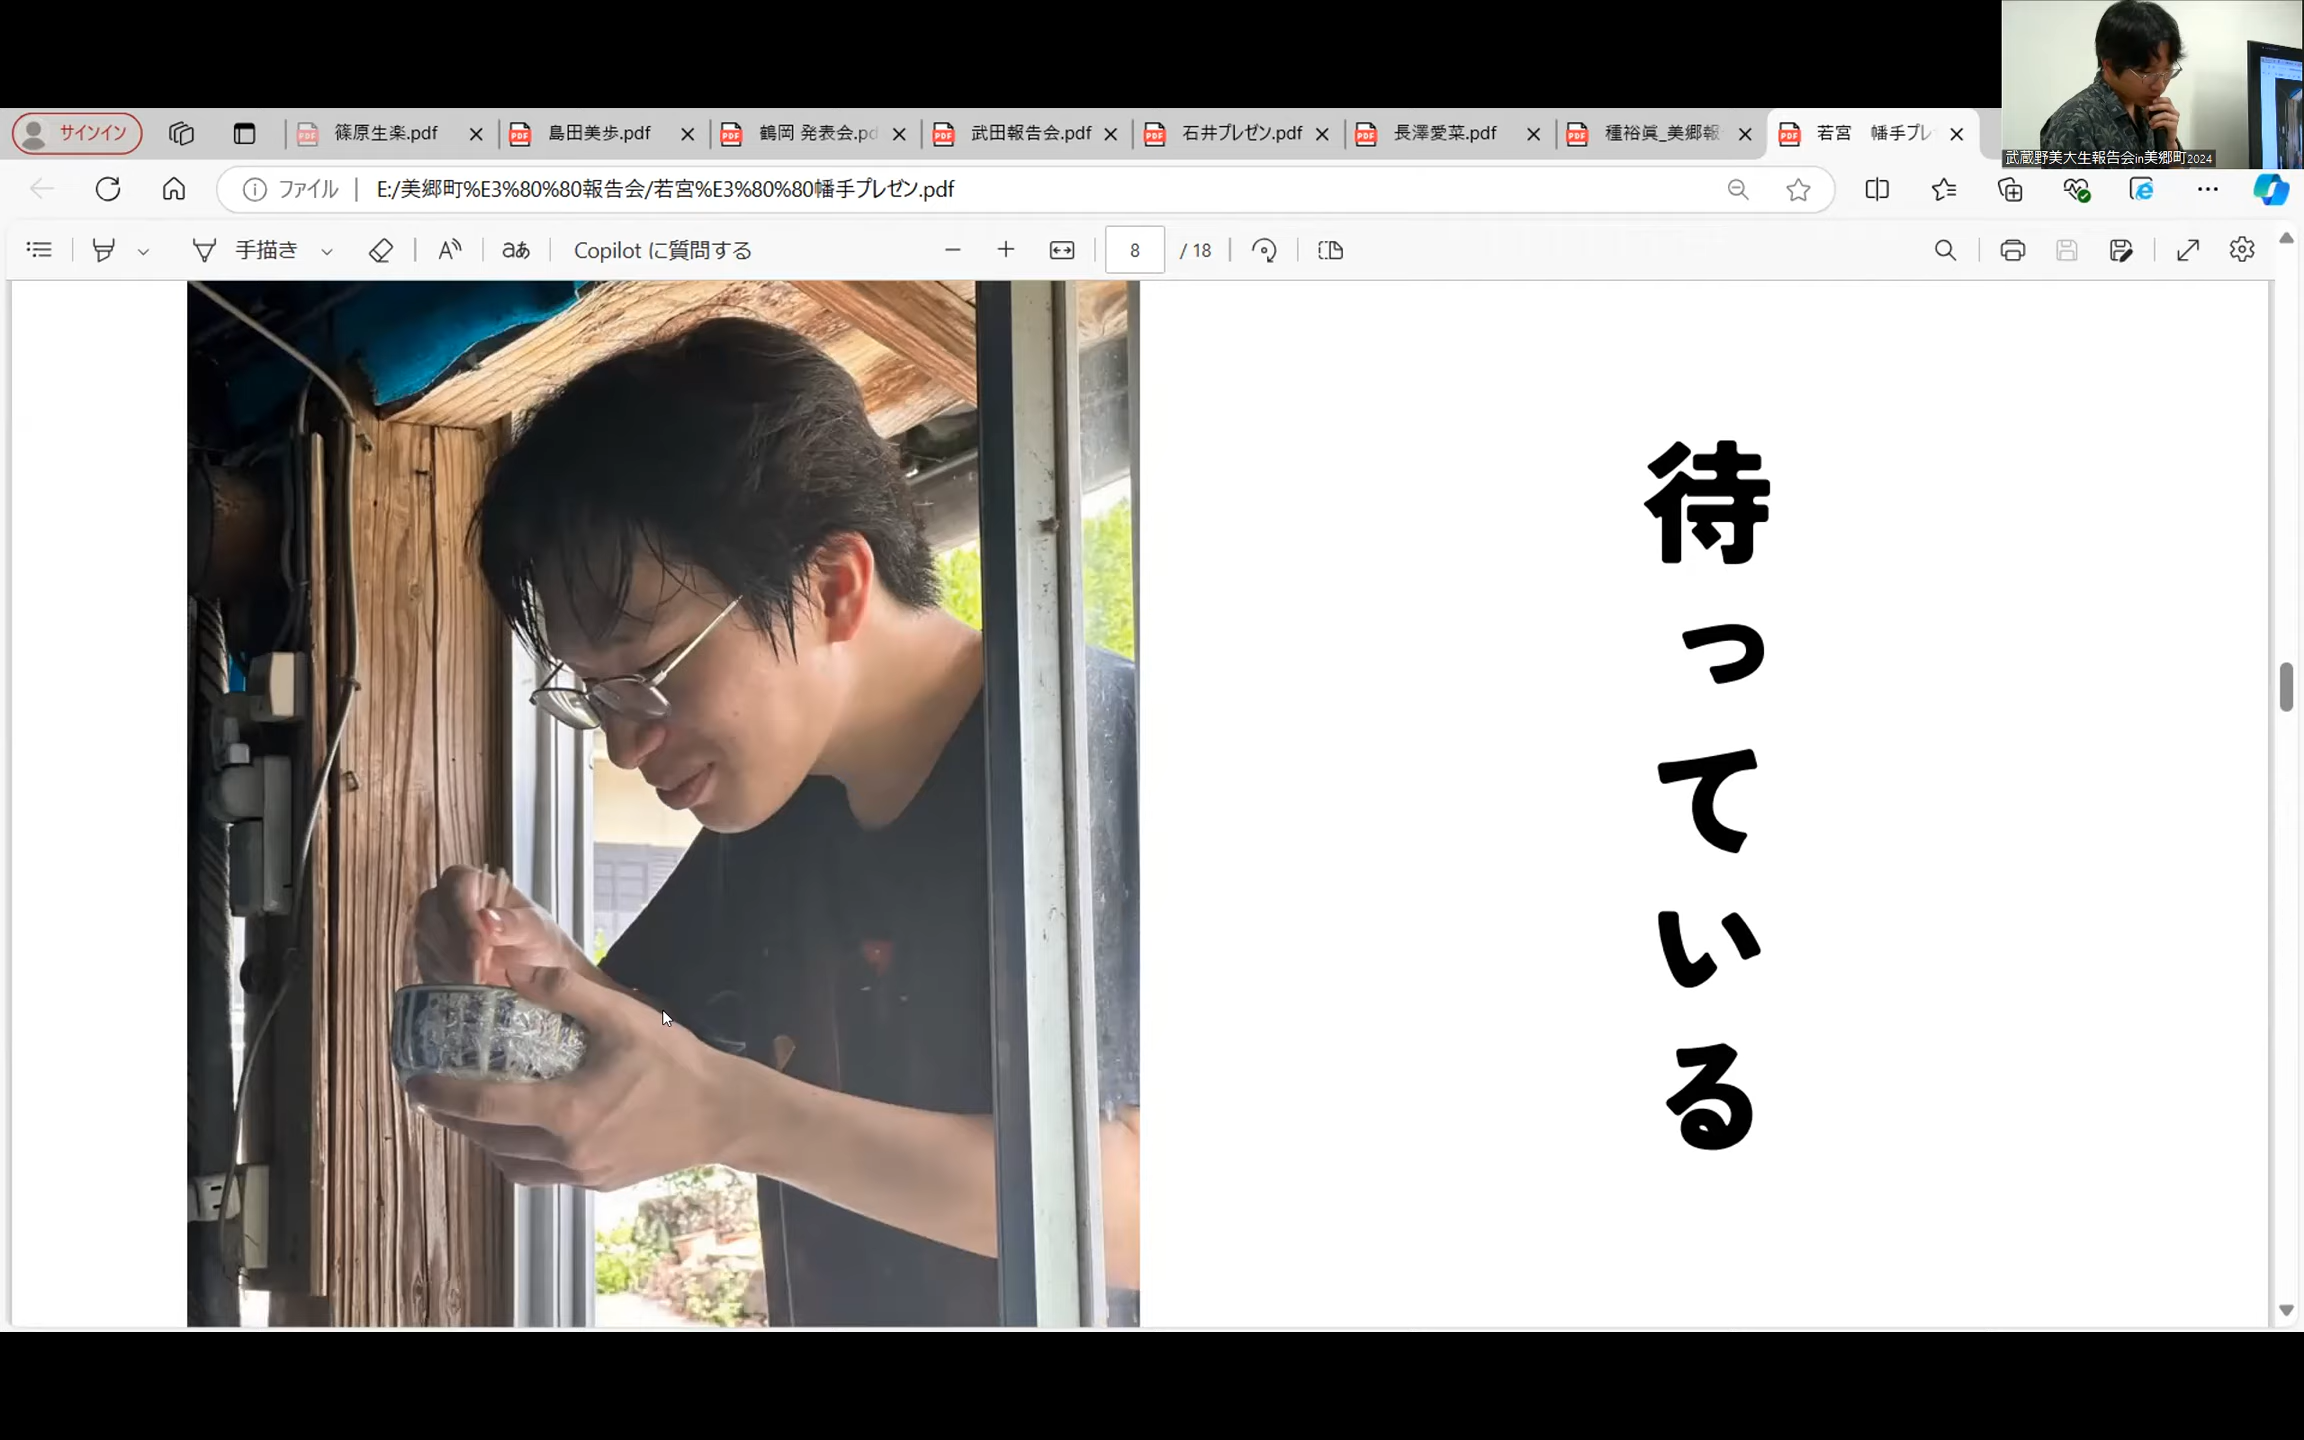 武蔵野美大生報告会in美郷町2024
サインイン
篠原生楽.pdf
島田美歩.pdf
鶴岡 発表会.pd
武田報告会.pdf
石井プレゼン.pdf
長澤愛菜.pdf
種裕眞_美郷報
若宮　幡手プレ
ファイル
E:/美郷町%E3%80%80報告会/若宮%E3%80%80幡手プレゼン.pdf
手描き
aあ
Copilot に質問する
8 / 18
待っている